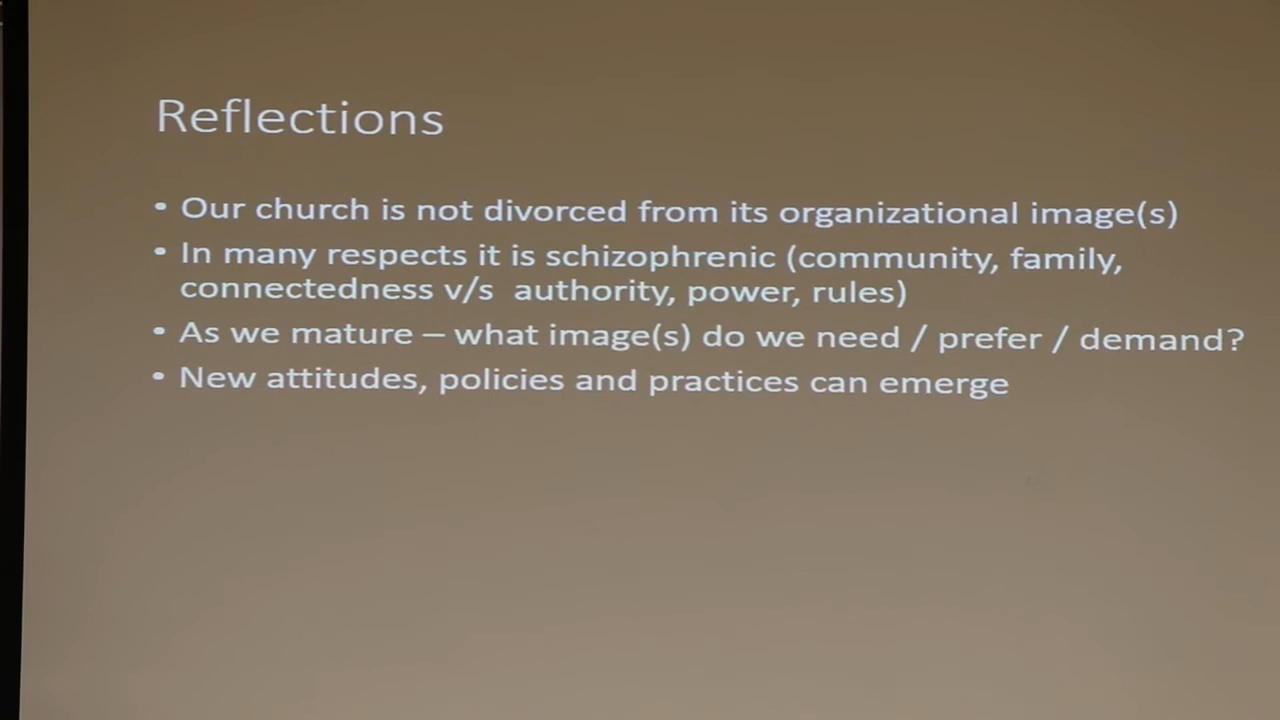 Reflections
• Our church is not divorced from its organizational image(s)
• In many respects it is schizophrenic (community, family,
connectedness v/s  authority, power, rules)
• As we mature – what image(s) do we need / prefer / demand?
• New attitudes, policies and practices can emerge